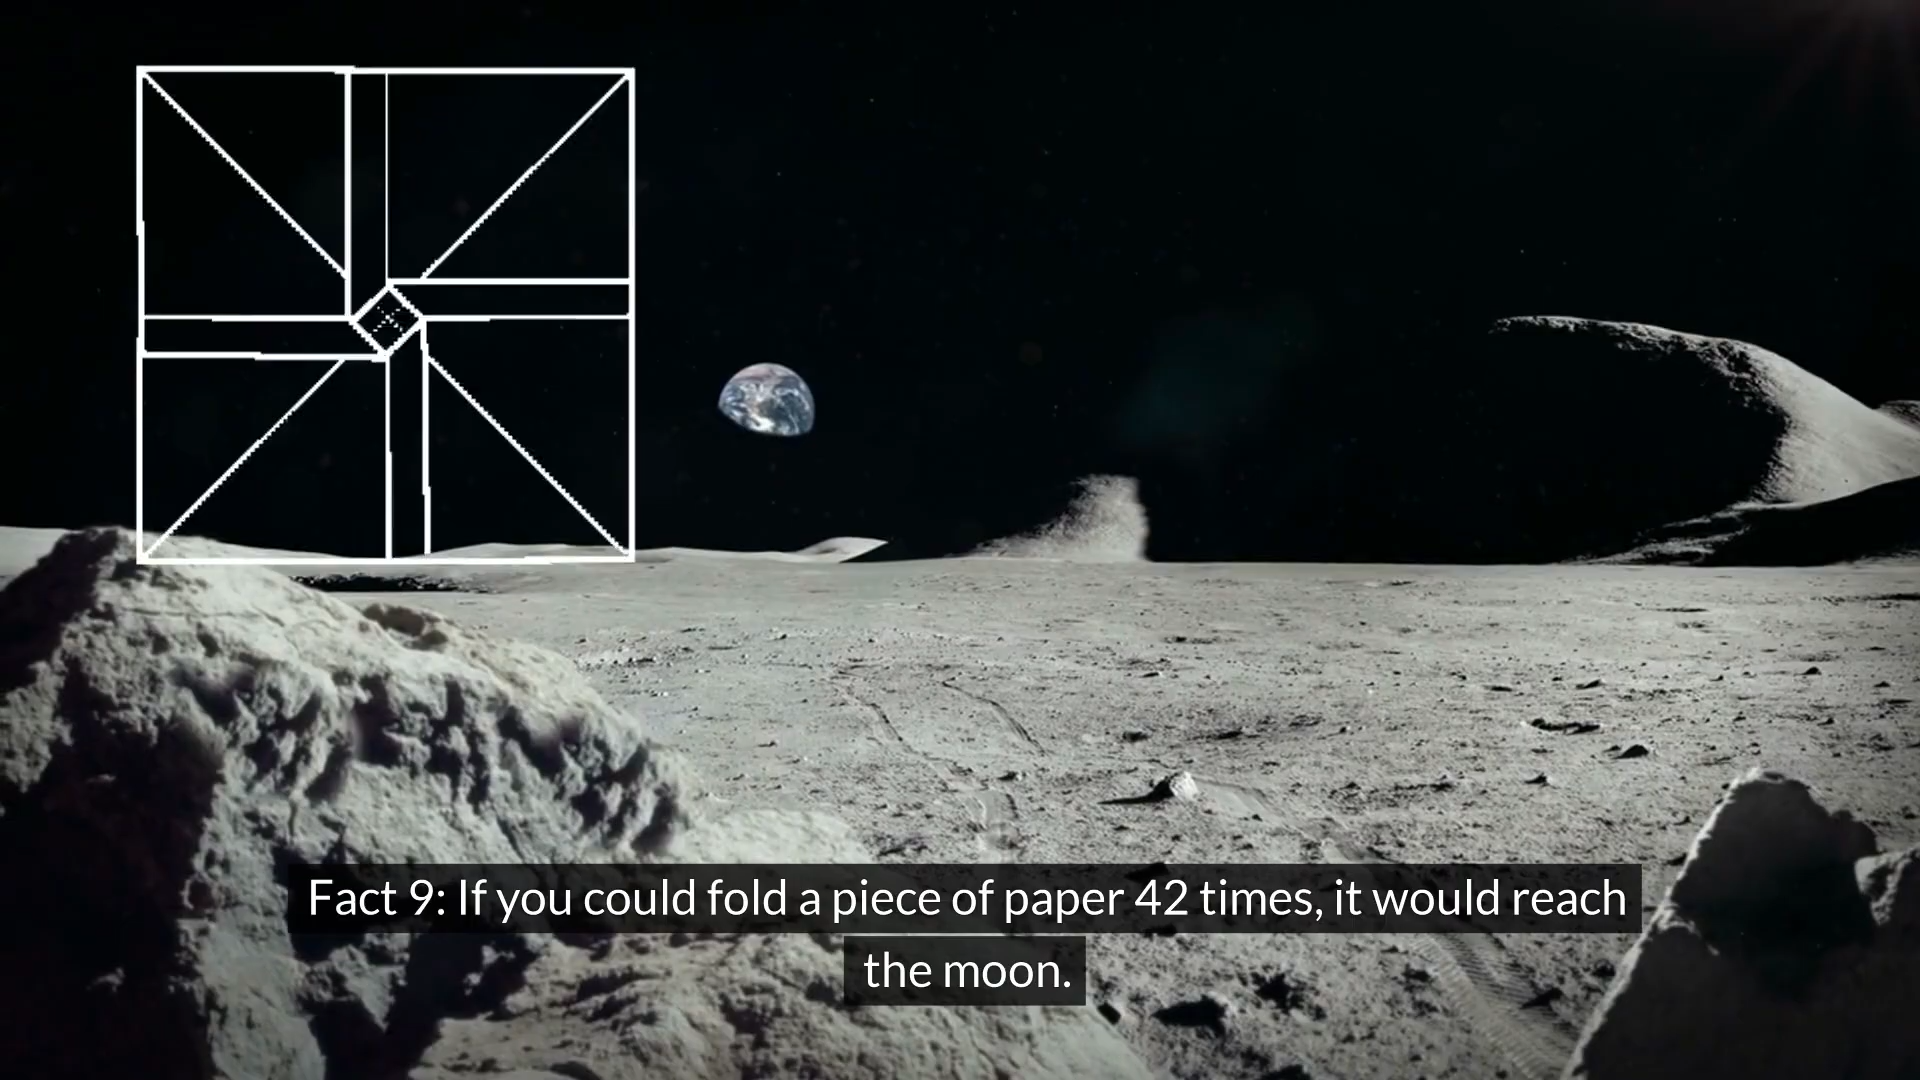 Fact 9: If you could fold a piece of paper 42 times, it would reach
the moon.